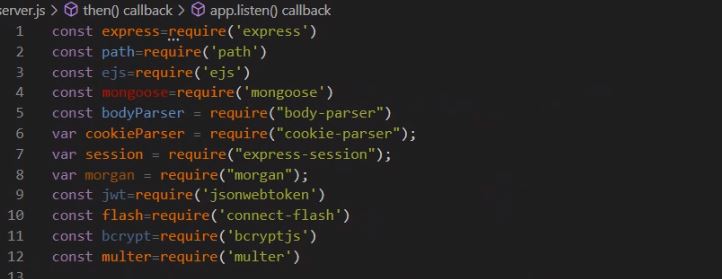 server.js > then() callback > app.listen() callback
1 const express=require('express')
2 const path=require('path')
3 const ejs=require('ejs')
4 const mongoose=require('mongoose')
5 const bodyParser = require("body-parser")
6 var cookieParser = require("cookie-parser");
7 var session = require("express-session");
8 var morgan = require("morgan");
9 const jwt=require('jsonwebtoken')
10 const flash=require('connect-flash')
11 const bcrypt=require('bcryptjs')
12 const multer=require('multer')
13